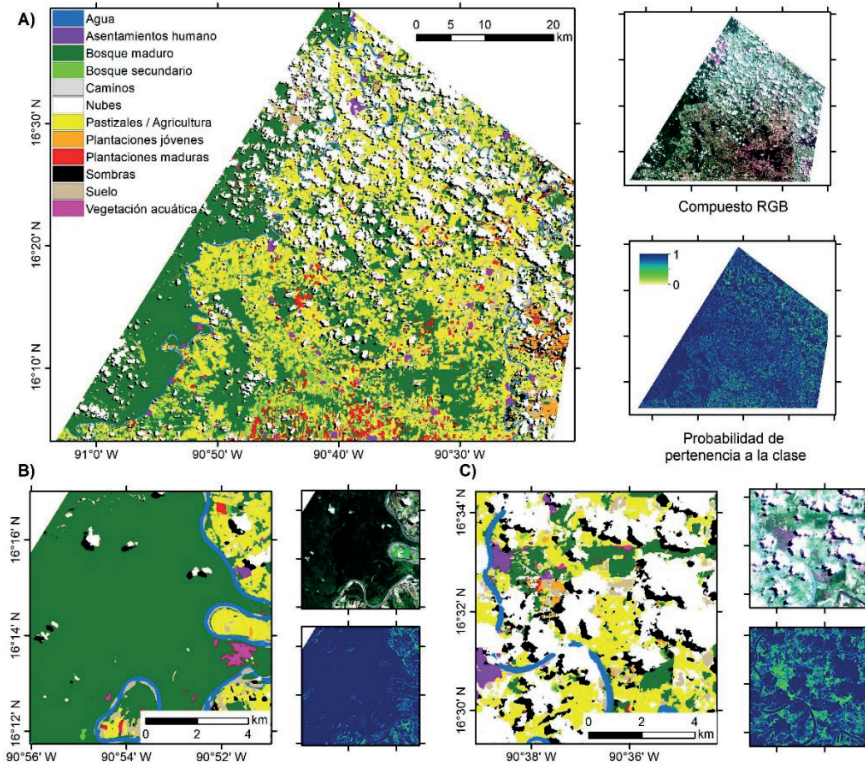 A)
Agua
Asentamientos humano
Bosque maduro
Bosque secundario
Caminos
Nubes
Pastizales / Agricultura
Plantaciones jóvenes
Plantaciones maduras
Sombras
Suelo
Vegetación acuática
0 10 20
km
16°30' N
16°20' N
16°10' N
91°0' W 90°50' W 90°40' W 90°30' W
Compuesto RGB
1
0
Probabilidad de
pertenencia a la clase
B)
16°16' N
16°14' N
16°12' N
0 2 4
km
90°56' W 90°54' W 90°52' W
C)
16°34' N
16°32' N
16°30' N
0 2 4
km
90°38' W 90°36' W